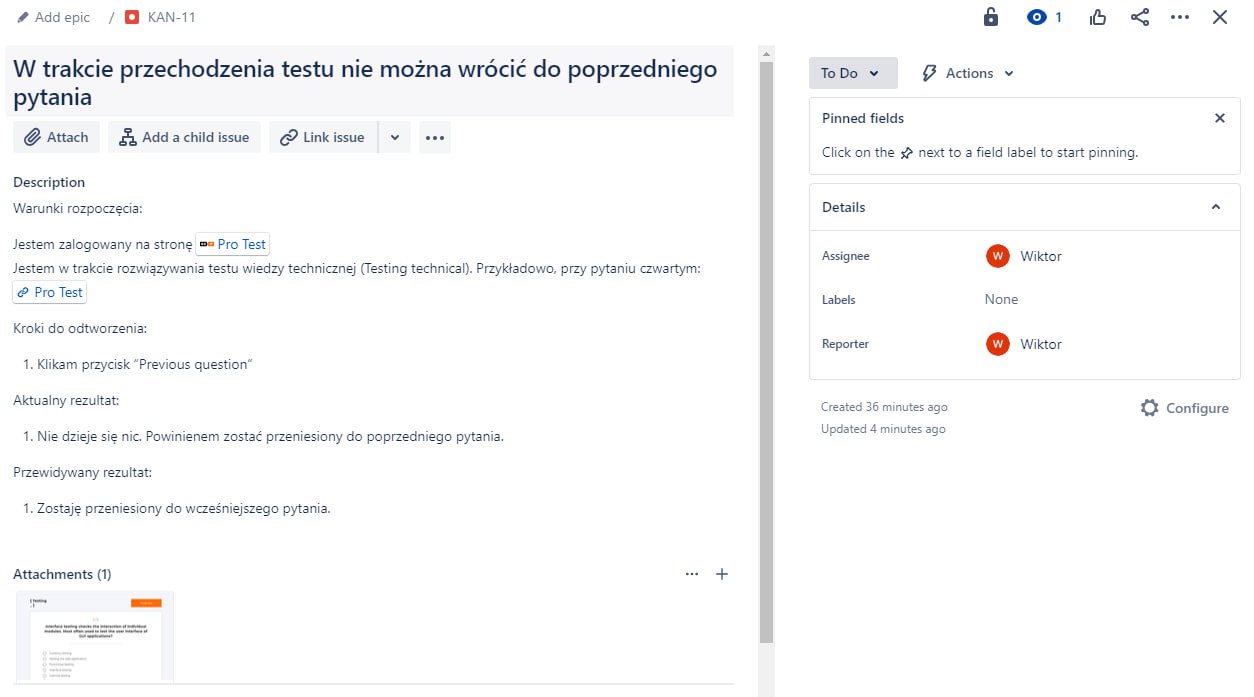 Add epic / KAN-11
1
W trakcie przechodzenia testu nie można wrócić do poprzedniego
pytania
Attach
Add a child issue
Link issue
Description
Warunki rozpoczęcia:
Jestem zalogowany na stronę Pro Test
Jestem w trakcie rozwiązywania testu wiedzy technicznej (Testing technical). Przykładowo, przy pytaniu czwartym:
Pro Test
Kroki do odtworzenia:
1. Klikam przycisk “Previous question“
Aktualny rezultat:
1. Nie dzieje się nic. Powinienem zostać przeniesiony do poprzedniego pytania.
Przewidywany rezultat:
1. Zostaję przeniesiony do wcześniejszego pytania.
Attachments (1)
[ Testing
Interface testing checks the interaction of individual
modules. Most often used to test the user interface of
GUI applications?
To Do
Actions
Pinned fields
Click on the next to a field label to start pinning.
Details
Assignee
W Wiktor
Labels
None
Reporter
W Wiktor
Created 36 minutes ago
Updated 4 minutes ago
Configure